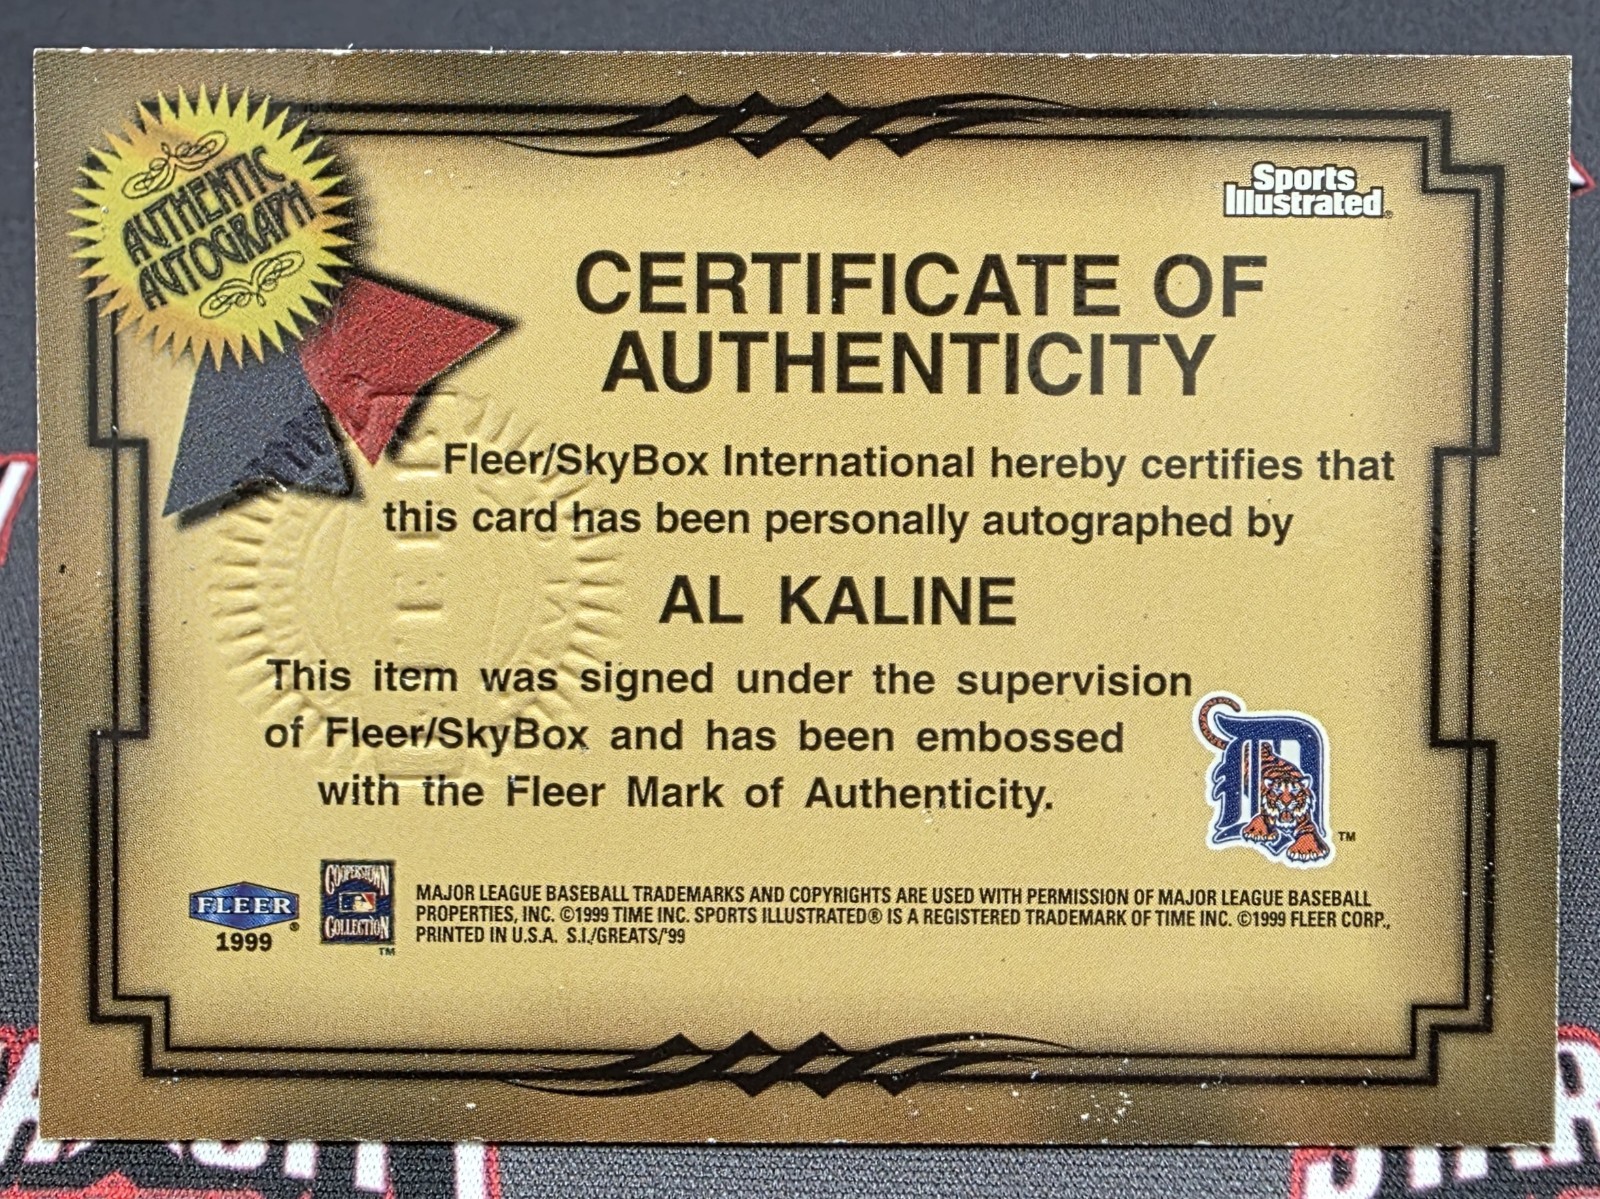 AUTHENTIC
AUTOGRAPH
Sports
Illustrated®
CERTIFICATE OF
AUTHENTICITY
Fleer/SkyBox International hereby certifies that
this card has been personally autographed by
AL KALINE
This item was signed under the supervision
of Fleer/SkyBox and has been embossed
with the Fleer Mark of Authenticity.
D
TM
FLEER®
1999
COOPERSTOWN
COLLECTION
TM
MAJOR LEAGUE BASEBALL TRADEMARKS AND COPYRIGHTS ARE USED WITH PERMISSION OF MAJOR LEAGUE BASEBALL
PROPERTIES, INC. ©1999 TIME INC. SPORTS ILLUSTRATED® IS A REGISTERED TRADEMARK OF TIME INC. ©1999 FLEER CORP.,
PRINTED IN U.S.A. S.I./GREATS/'99